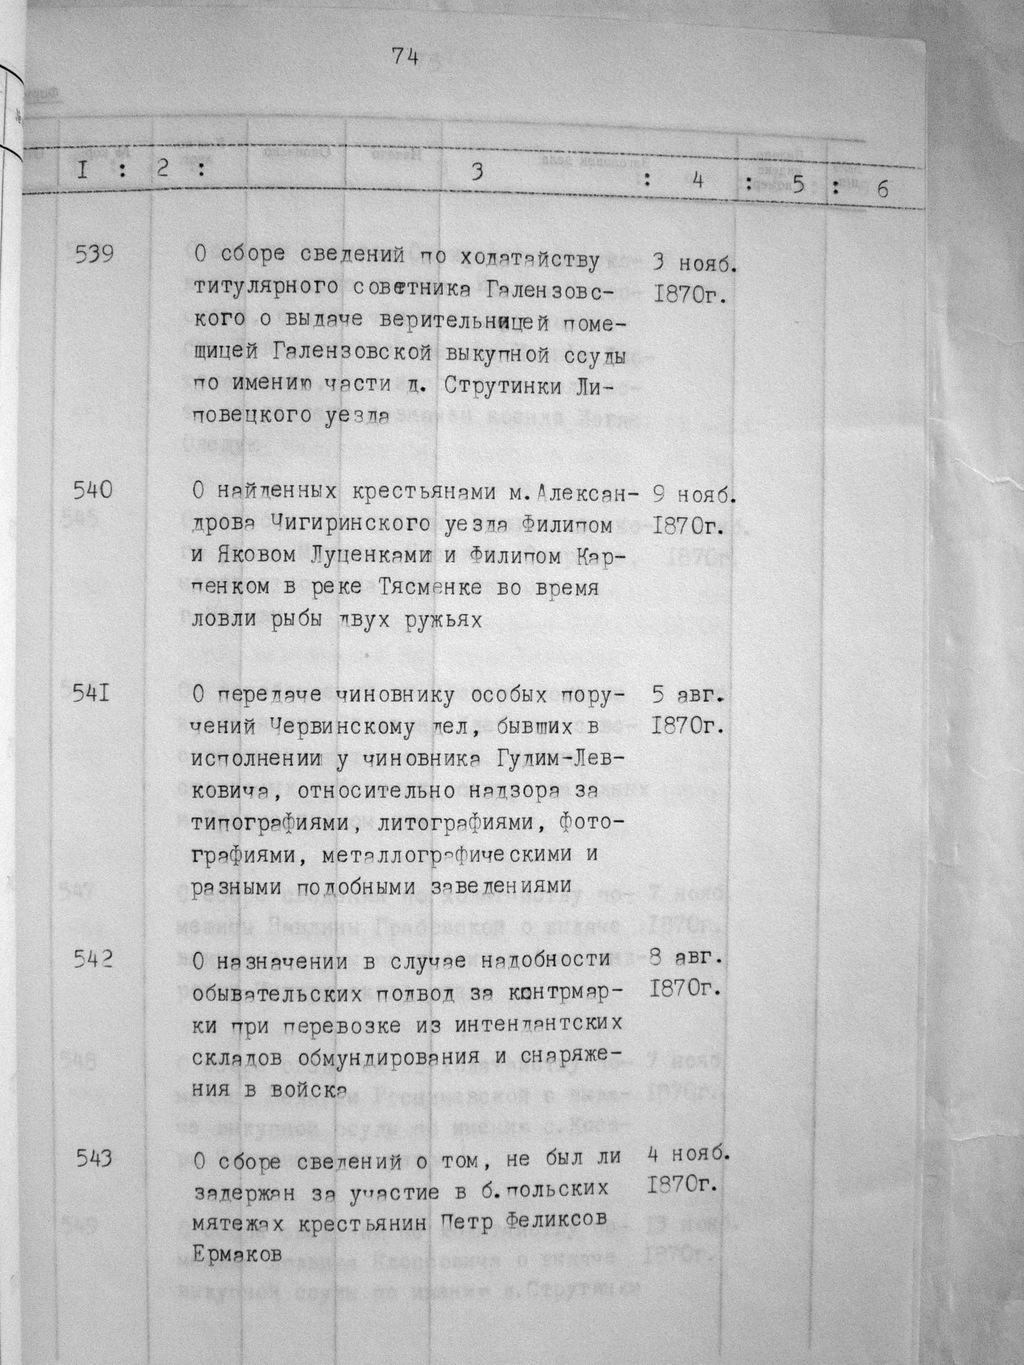 74
I : 2 : 3 : 4 : 5 : 6
539 О сборе сведений по ходатайству 3 нояб.
титулярного советника Галензовс- 1870г.
кого о выдаче верительницей поме-
щицей Галензовской выкупной ссуды
по имению части д. Струтинки Ли-
повецкого уезда
540 О найденных крестьянами м.Алексан- 9 нояб.
дрова Чигиринского уезда Филипом 1870г.
и Яковом Луценками и Филипом Кар-
пенком в реке Тясменке во время
ловли рыбы двух ружьях
541 О передаче чиновнику особых пору- 5 авг.
чений Червинскому дел, бывших в 1870г.
исполнении у чиновника Гудим-Лев-
ковича, относительно надзора за
типографиями, литографиями, фото-
графиями, металлографическими и
разными подобными заведениями
542 О назначении в случае надобности 8 авг.
обывательских подвод за контрмар- 1870г.
ки при перевозке из интендантских
складов обмундирования и снаряже-
ния в войска
543 О сборе сведений о том, не был ли 4 нояб.
задержан за участие в б.польских 1870г.
мятежах крестьянин Петр Феликсов
Ермаков